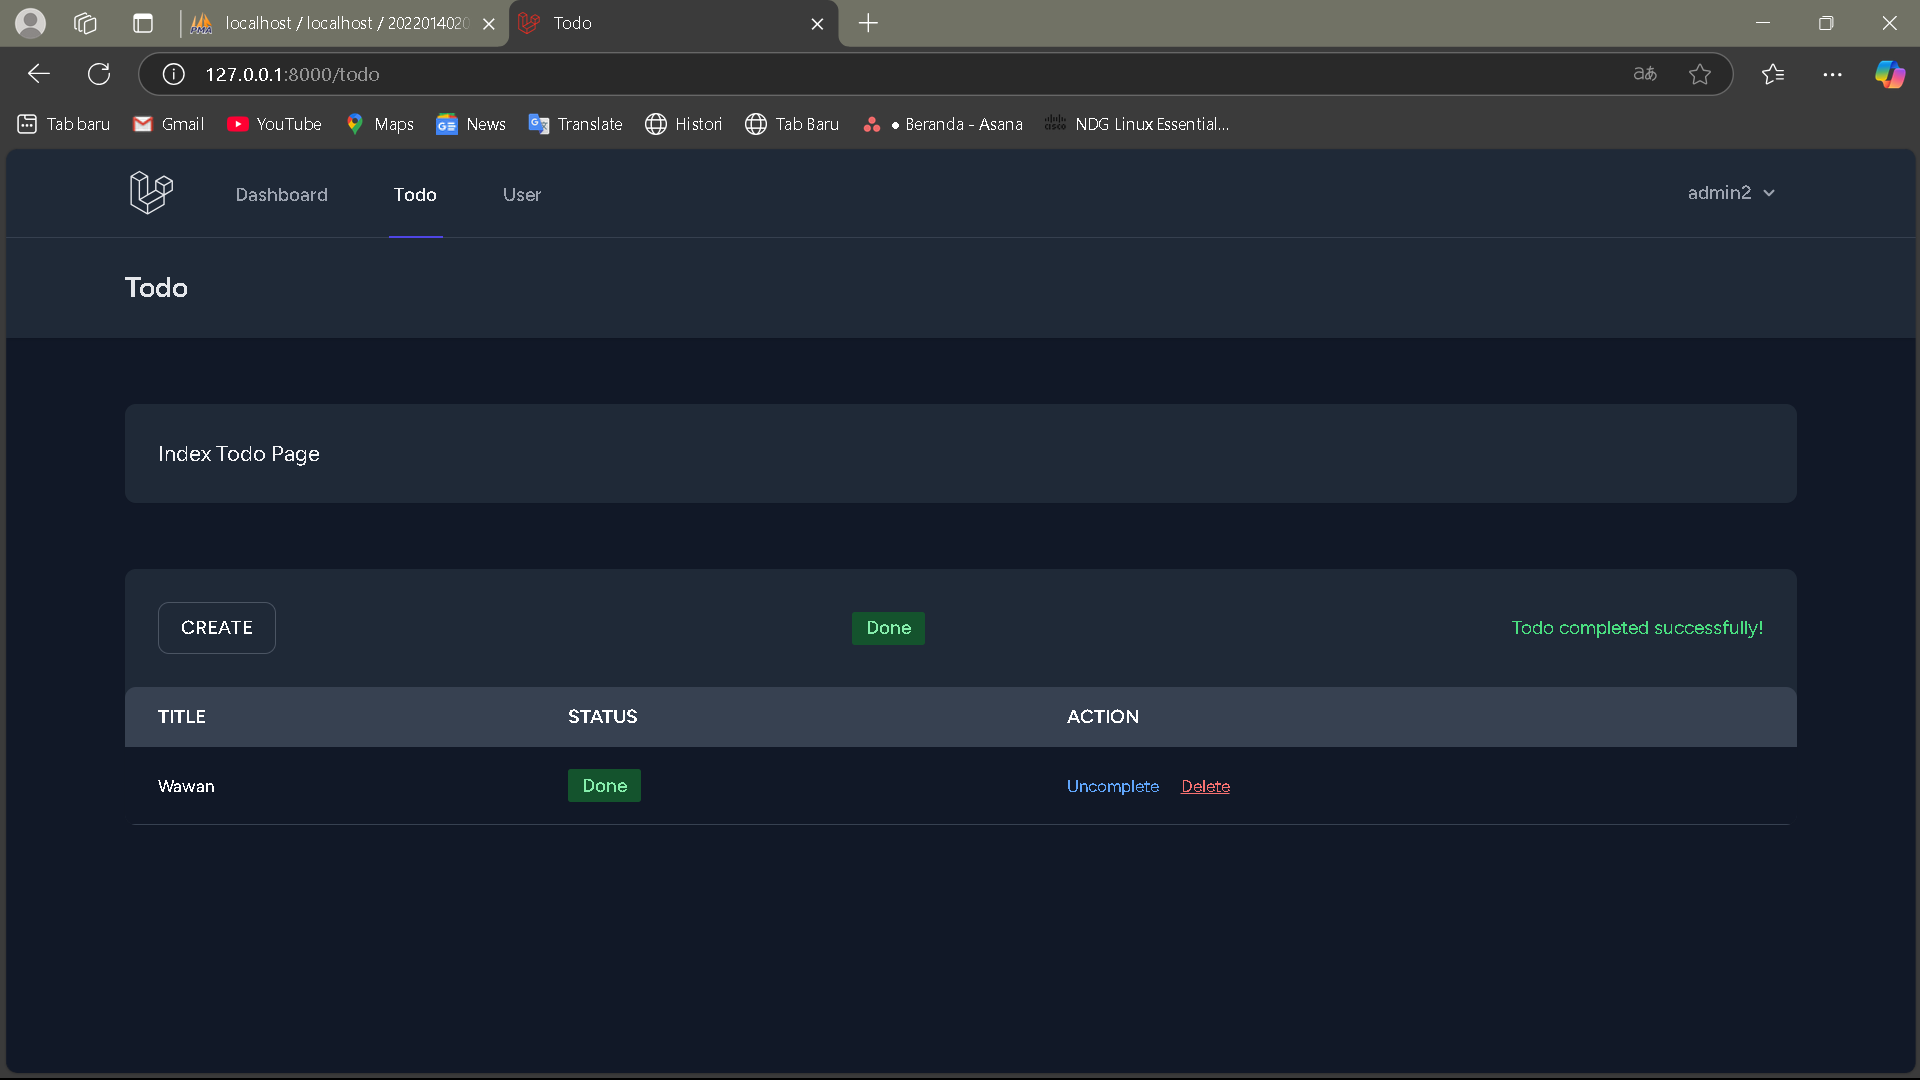 localhost / localhost / 2022014020
Todo
127.0.0.1:8000/todo
aあ
Tab baru
Gmail
YouTube
Maps
News
Translate
Histori
Tab Baru
● Beranda - Asana
NDG Linux Essential...
Dashboard
Todo
User
admin2
Todo
Index Todo Page
CREATE
Done
Todo completed successfully!
TITLE STATUS ACTION
Wawan Done Uncomplete Delete